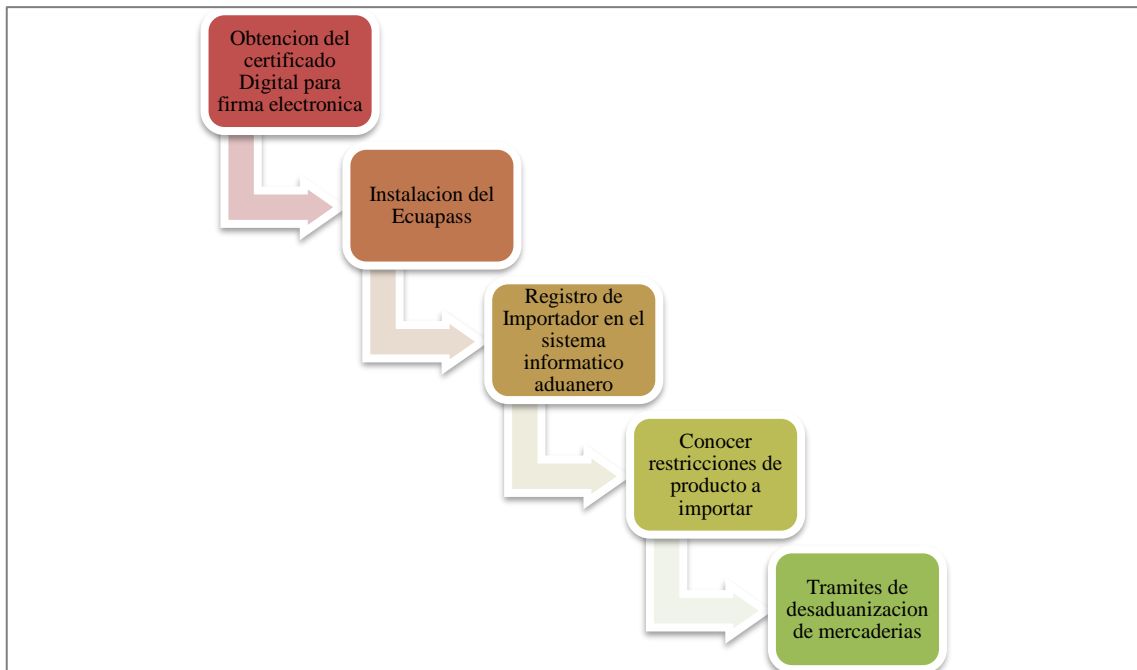 Obtencion del
certificado
Digital para
firma electronica
Instalacion del
Ecuapass
Registro de
Importador en el
sistema
informatico
aduanero
Conocer
restricciones de
producto a
importar
Tramites de
desaduanizacion
de mercaderias